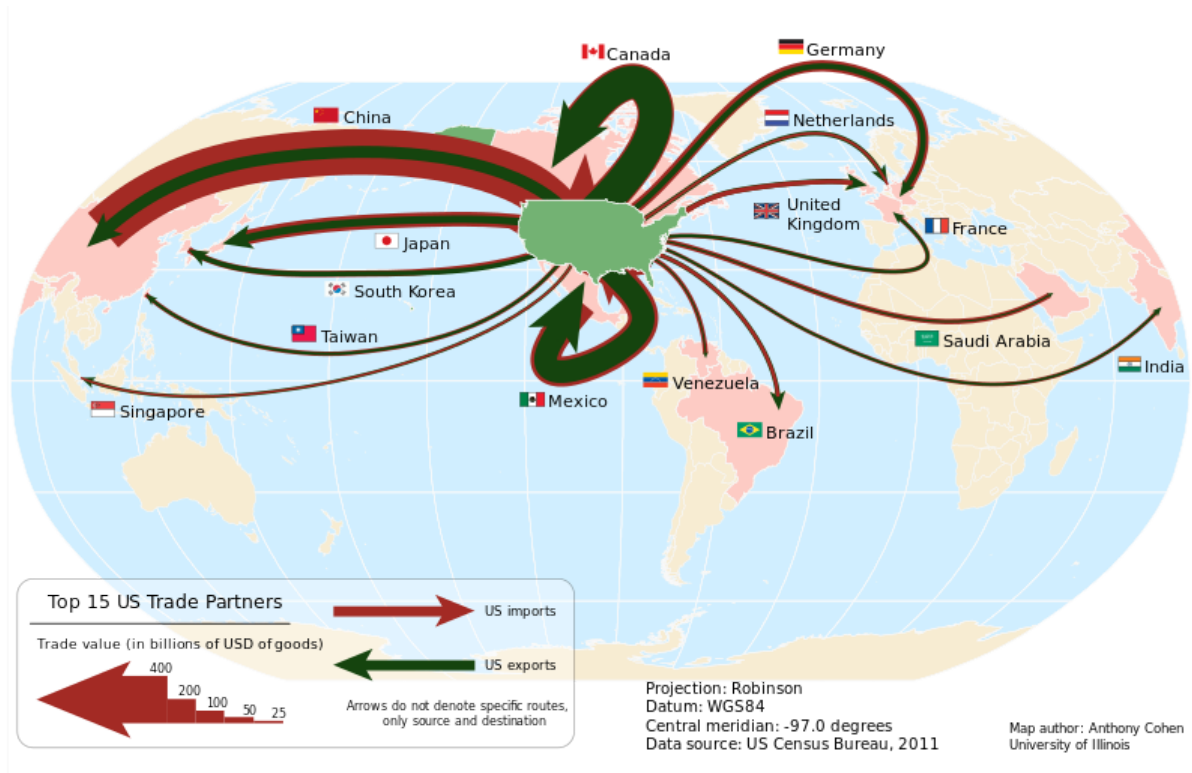 Canada
Germany
China
Netherlands
United
Kingdom
France
Japan
South Korea
Taiwan
Saudi Arabia
India
Singapore
Mexico
Venezuela
Brazil
Top 15 US Trade Partners
US imports
Trade value (in billions of USD of goods)
US exports
400
200
100
50
25
Arrows do not denote specific routes,
only source and destination
Projection: Robinson
Datum: WGS84
Central meridian: -97.0 degrees
Data source: US Census Bureau, 2011
Map author: Anthony Cohen
University of Illinois